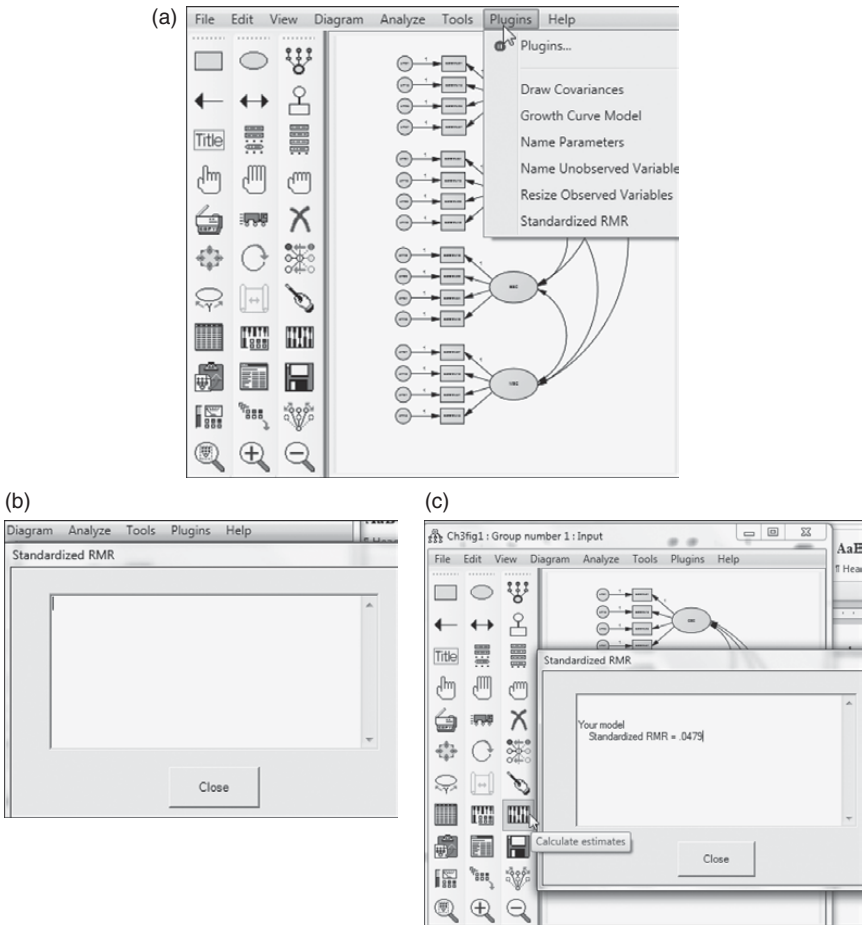 (a)
File Edit View Diagram Analyze Tools Plugins Help
Plugins...
Draw Covariances
Growth Curve Model
Name Parameters
Name Unobserved Variable
Resize Observed Variables
Standardized RMR
Title
(b)
Diagram Analyze Tools Plugins Help
Standardized RMR
Close
(c)
Ch3fig1 : Group number 1 : Input
File Edit View Diagram Analyze Tools Plugins Help
AaB
¶ Hea
Title
Standardized RMR
Your model
Standardized RMR = .0479
Calculate estimates
Close